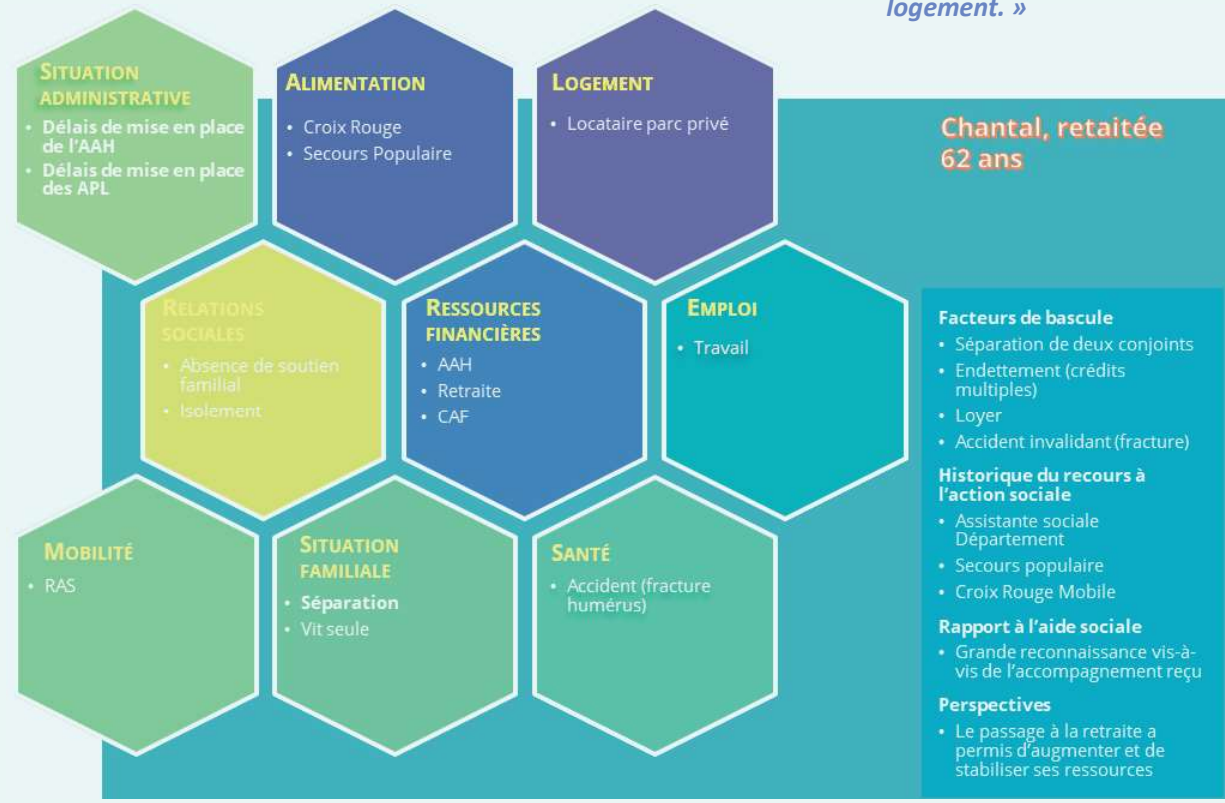 logement. »
SITUATION
ADMINISTRATIVE
• Délais de mise en place
de l'AAH
• Délais de mise en place
des APL
ALIMENTATION
• Croix Rouge
• Secours Populaire
LOGEMENT
• Locataire parc privé
Chantal, retaitée
62 ans
RELATIONS
SOCIALES
• Absence de soutien
familial
• Isolement
RESSOURCES
FINANCIÈRES
• AAH
• Retraite
• CAF
EMPLOI
• Travail
MOBILITÉ
• RAS
SITUATION
FAMILIALE
• Séparation
• Vit seule
SANTÉ
• Accident (fracture
humérus)
Facteurs de bascule
• Séparation de deux conjoints
• Endettement (crédits
multiples)
• Loyer
• Accident invalidant (fracture)
Historique du recours à
l'action sociale
• Assistante sociale
Département
• Secours populaire
• Croix Rouge Mobile
Rapport à l'aide sociale
• Grande reconnaissance vis-à-
vis de l'accompagnement reçu
Perspectives
• Le passage à la retraite a
permis d'augmenter et de
stabiliser ses ressources